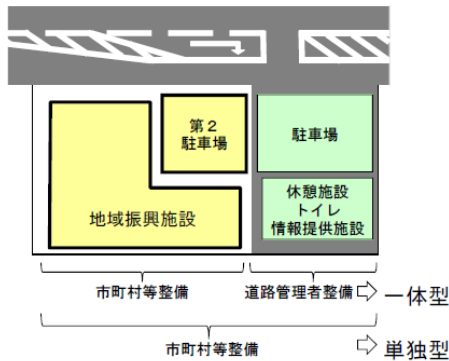 第２
駐車場
駐車場
地域振興施設
休憩施設
トイレ
情報提供施設
市町村等整備
道路管理者整備
一体型
市町村等整備
単独型